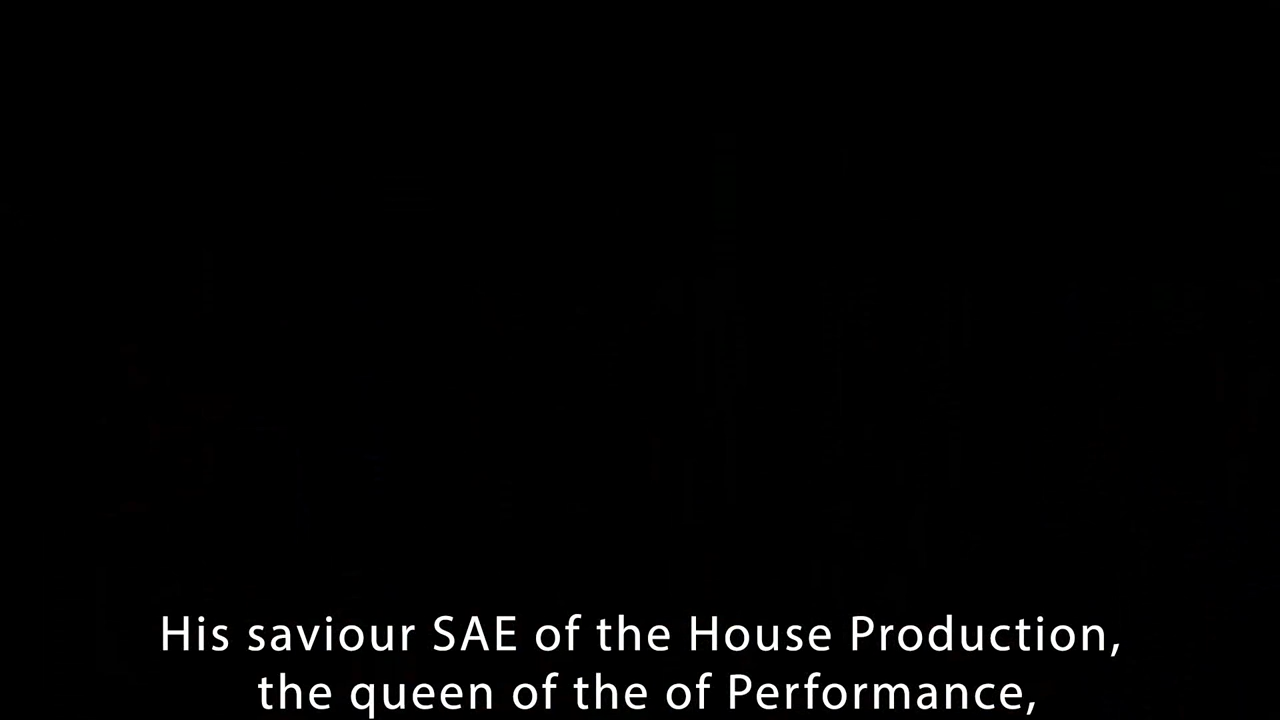 His saviour SAE of the House Production,
the queen of the of Performance,